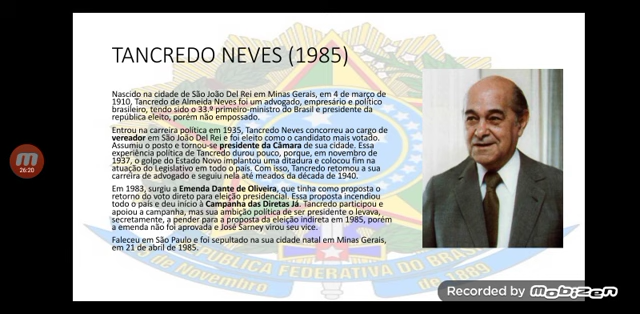 TANCREDO NEVES (1985)
Nascido na cidade de São João Del Rei em Minas Gerais, em 4 de março de
1910, Tancredo de Almeida Neves foi um advogado, empresário e político
brasileiro, tendo sido o 33.º primeiro-ministro do Brasil e presidente da
república eleito, porém não empossado.
Entrou na carreira política em 1935, Tancredo Neves concorreu ao cargo de
vereador em São João Del Rei e foi eleito como o candidato mais votado.
Assumiu o posto e tornou-se presidente da Câmara de sua cidade. Essa
experiência política de Tancredo durou pouco, porque, em novembro de
1937, o golpe do Estado Novo implantou uma ditadura e colocou fim na
atuação do Legislativo em todo o país. Com isso, Tancredo retomou a sua
carreira de advogado e seguiu nela até meados da década de 1940.
Em 1983, surgiu a Emenda Dante de Oliveira, que tinha como proposta o
retorno do voto direto para eleição presidencial. Essa proposta incendiou
todo o país e deu início à Campanha das Diretas Já. Tancredo participou e
apoiou a campanha, mas sua ambição política de ser presidente o levava,
secretamente, a pender para a proposta da eleição indireta em 1985, porém
a emenda não foi aprovada e José Sarney virou seu vice.
Faleceu em São Paulo e foi sepultado na sua cidade natal em Minas Gerais,
em 21 de abril de 1985.
26:20
REPÚBLICA FEDERATIVA DO BRASIL
de Novembro
de 1889
Recorded by Mobizen